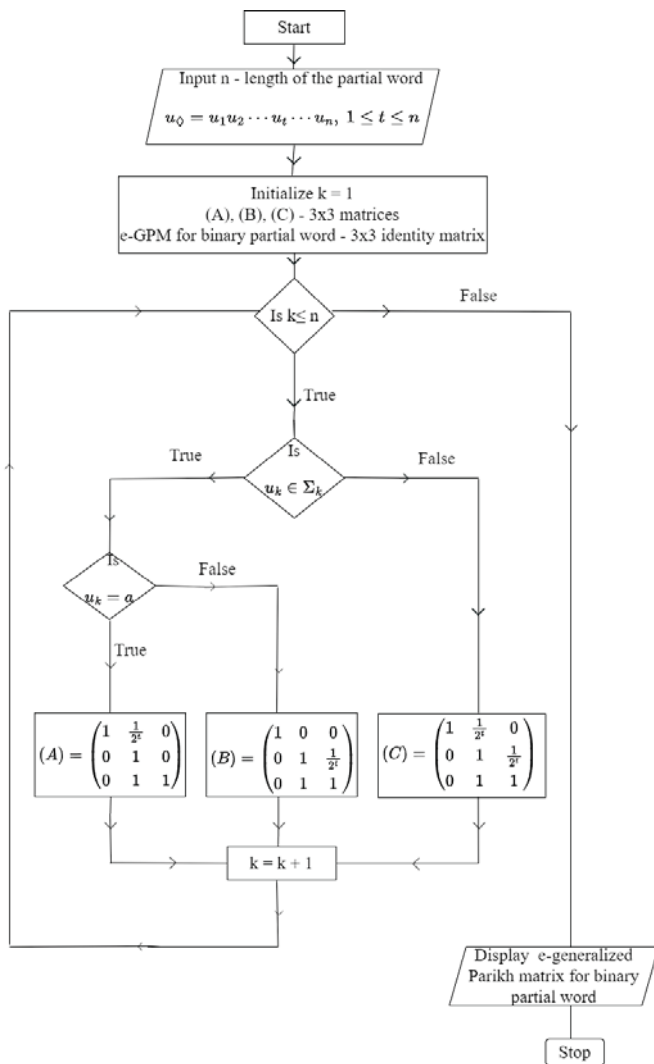 Start
Input n - length of the partial word
u◊ = u₁u₂ ⋯ uₜ ⋯ uₙ, 1 ≤ t ≤ n
Initialize k = 1
(A), (B), (C) - 3x3 matrices
e-GPM for binary partial word - 3x3 identity matrix
Is k≤ n
False
True
Is
uₖ ∈ Σₖ
True
False
Is
uₖ = a
False
True
(A) = ( 1 1/2ᵗ 0
0 1 0
0 1 1 )
(B) = ( 1 0 0
0 1 1/2ᵗ
0 1 1 )
(C) = ( 1 1/2ᵗ 0
0 1 1/2ᵗ
0 1 1 )
k = k + 1
Display e-generalized
Parikh matrix for binary
partial word
Stop